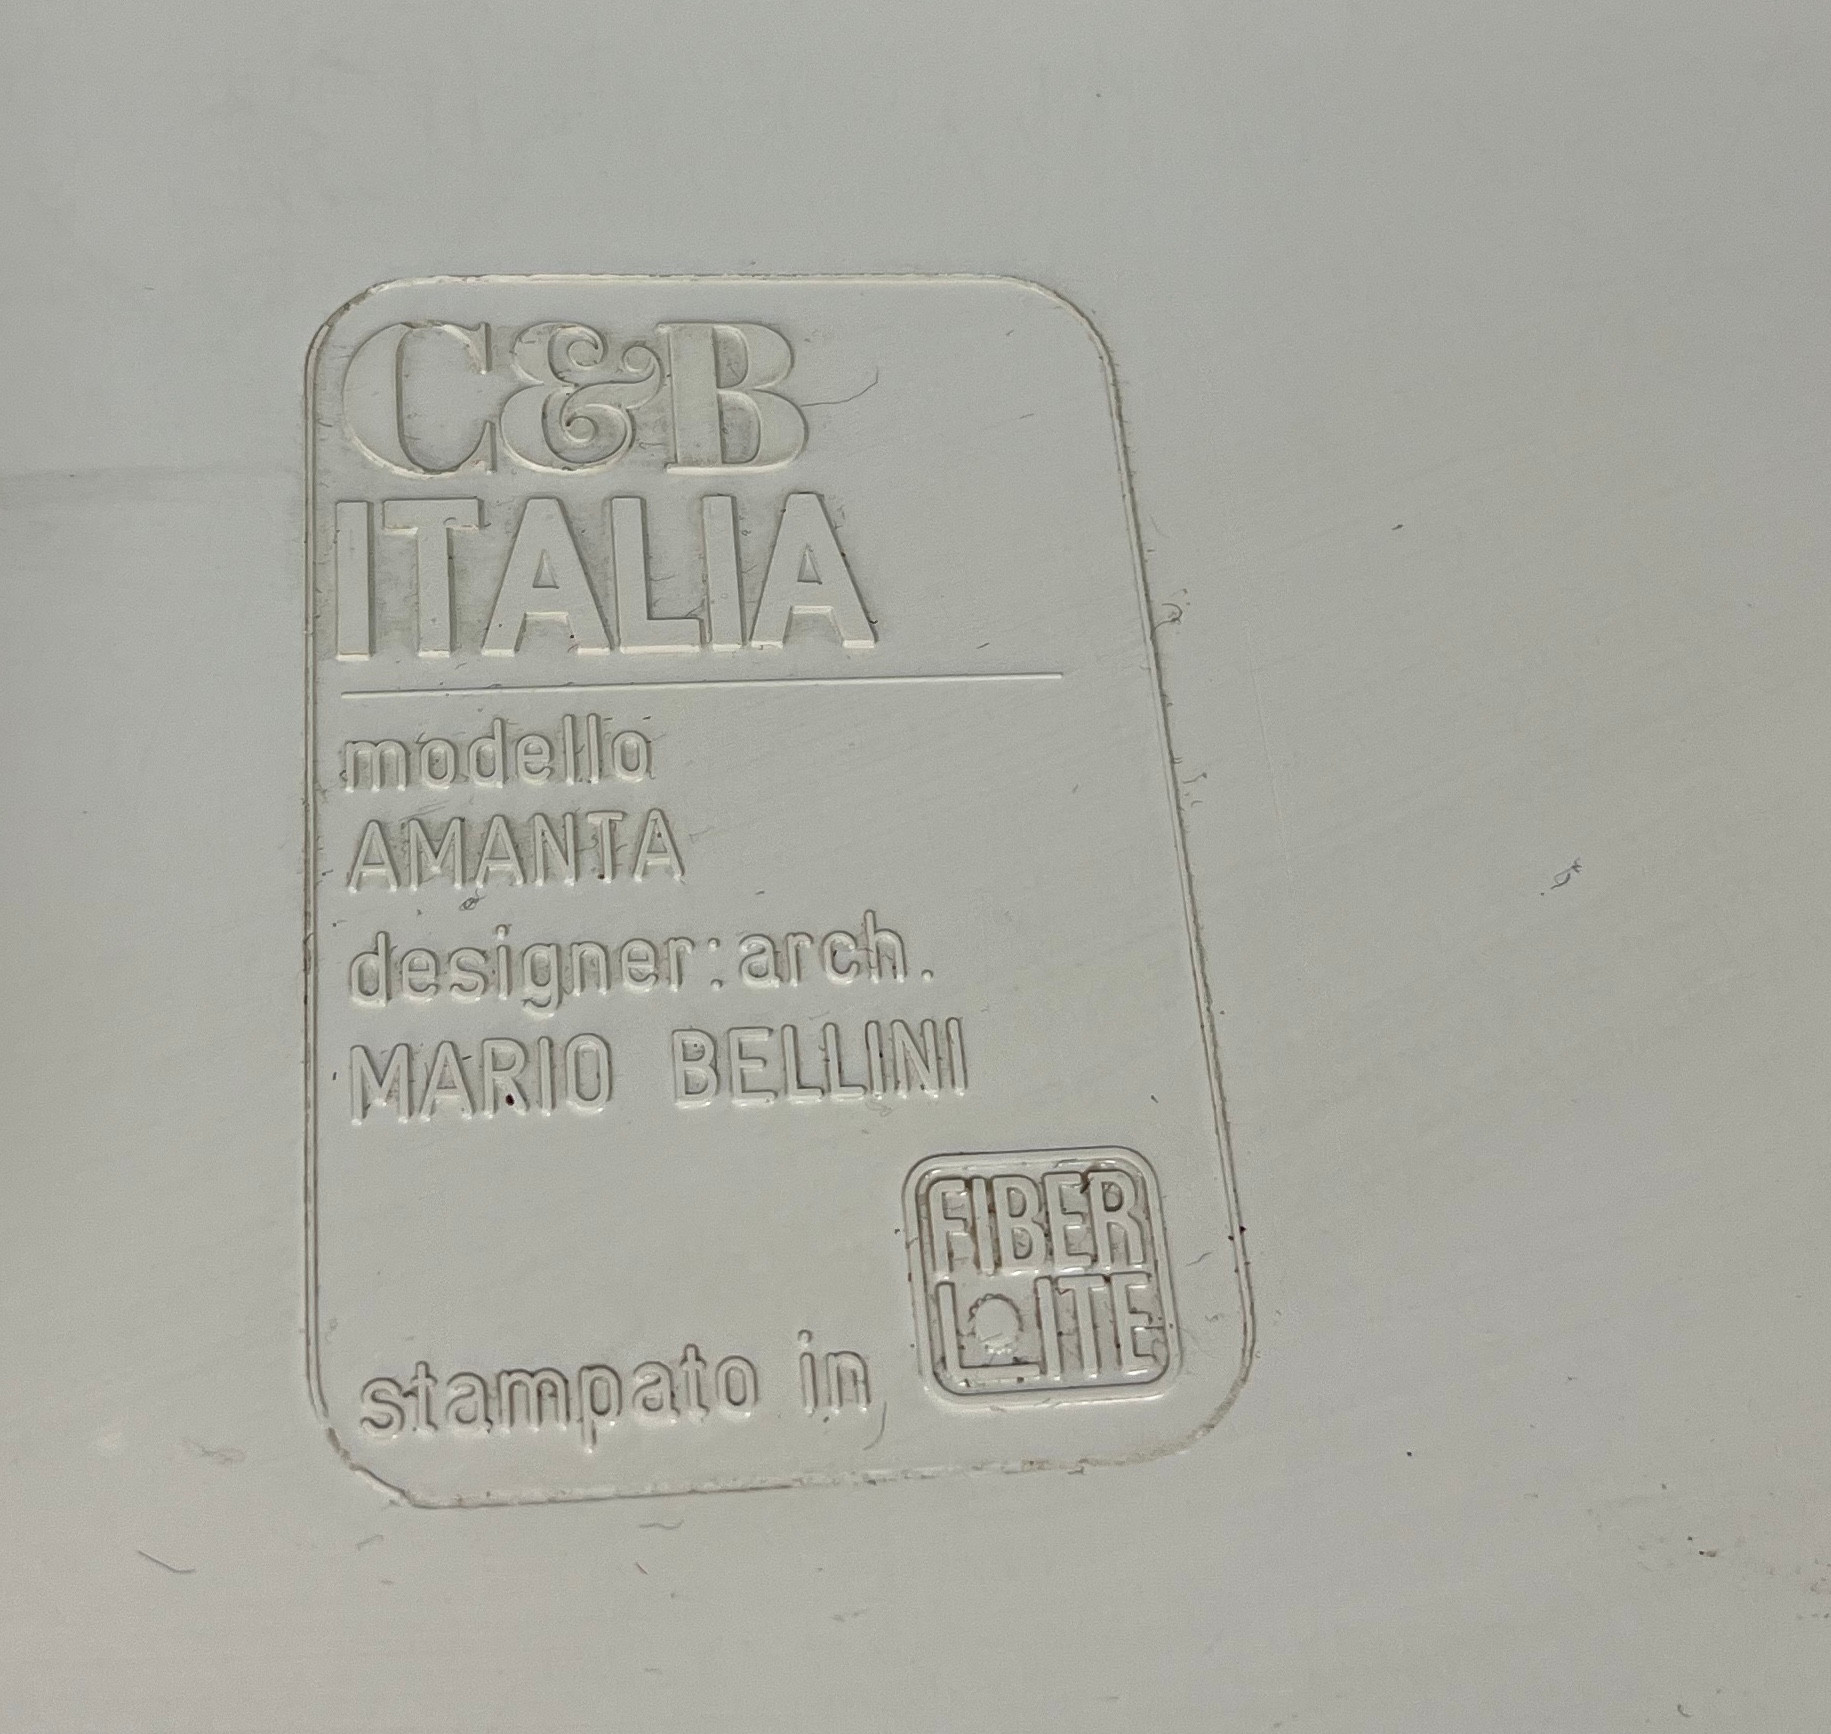 C&B
ITALIA
modello
AMANTA
designer:arch.
MARIO BELLINI
stampato in
FIBER
LITE